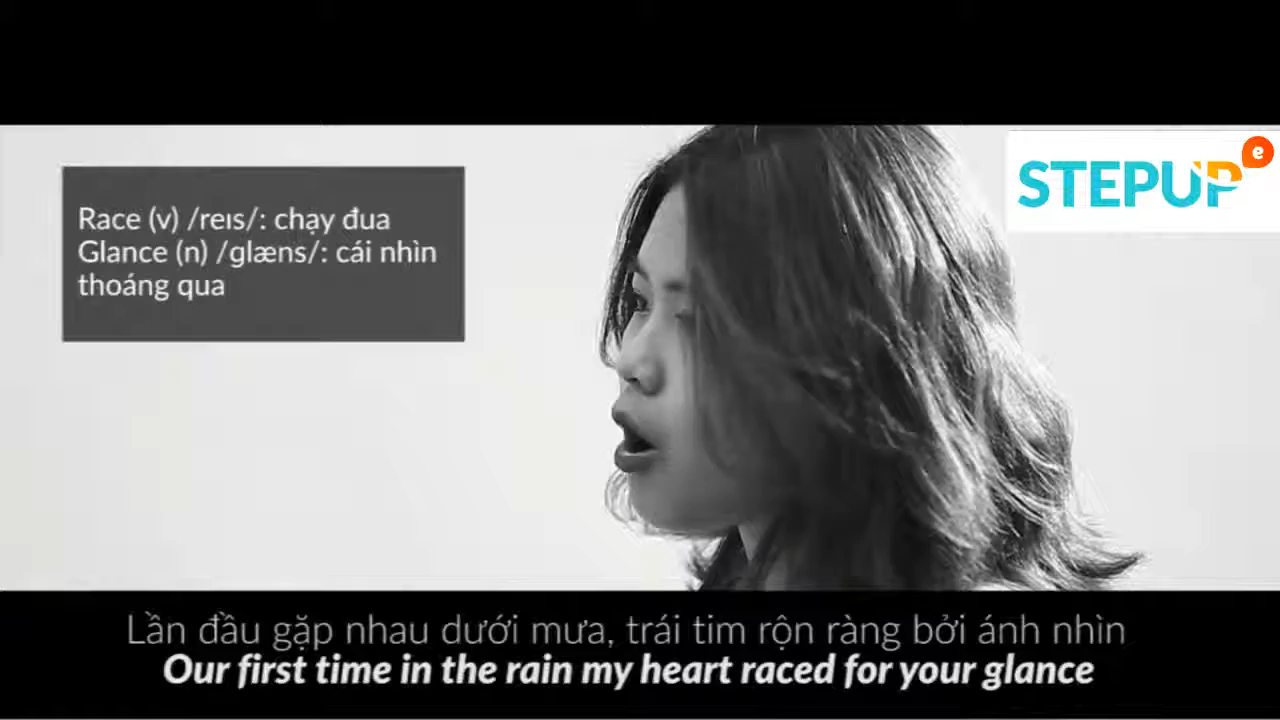 STEPUP e
Race (v) /reɪs/: chạy đua
Glance (n) /glæns/: cái nhìn
thoáng qua
Lần đầu gặp nhau dưới mưa, trái tim rộn ràng bởi ánh nhìn
Our first time in the rain my heart raced for your glance